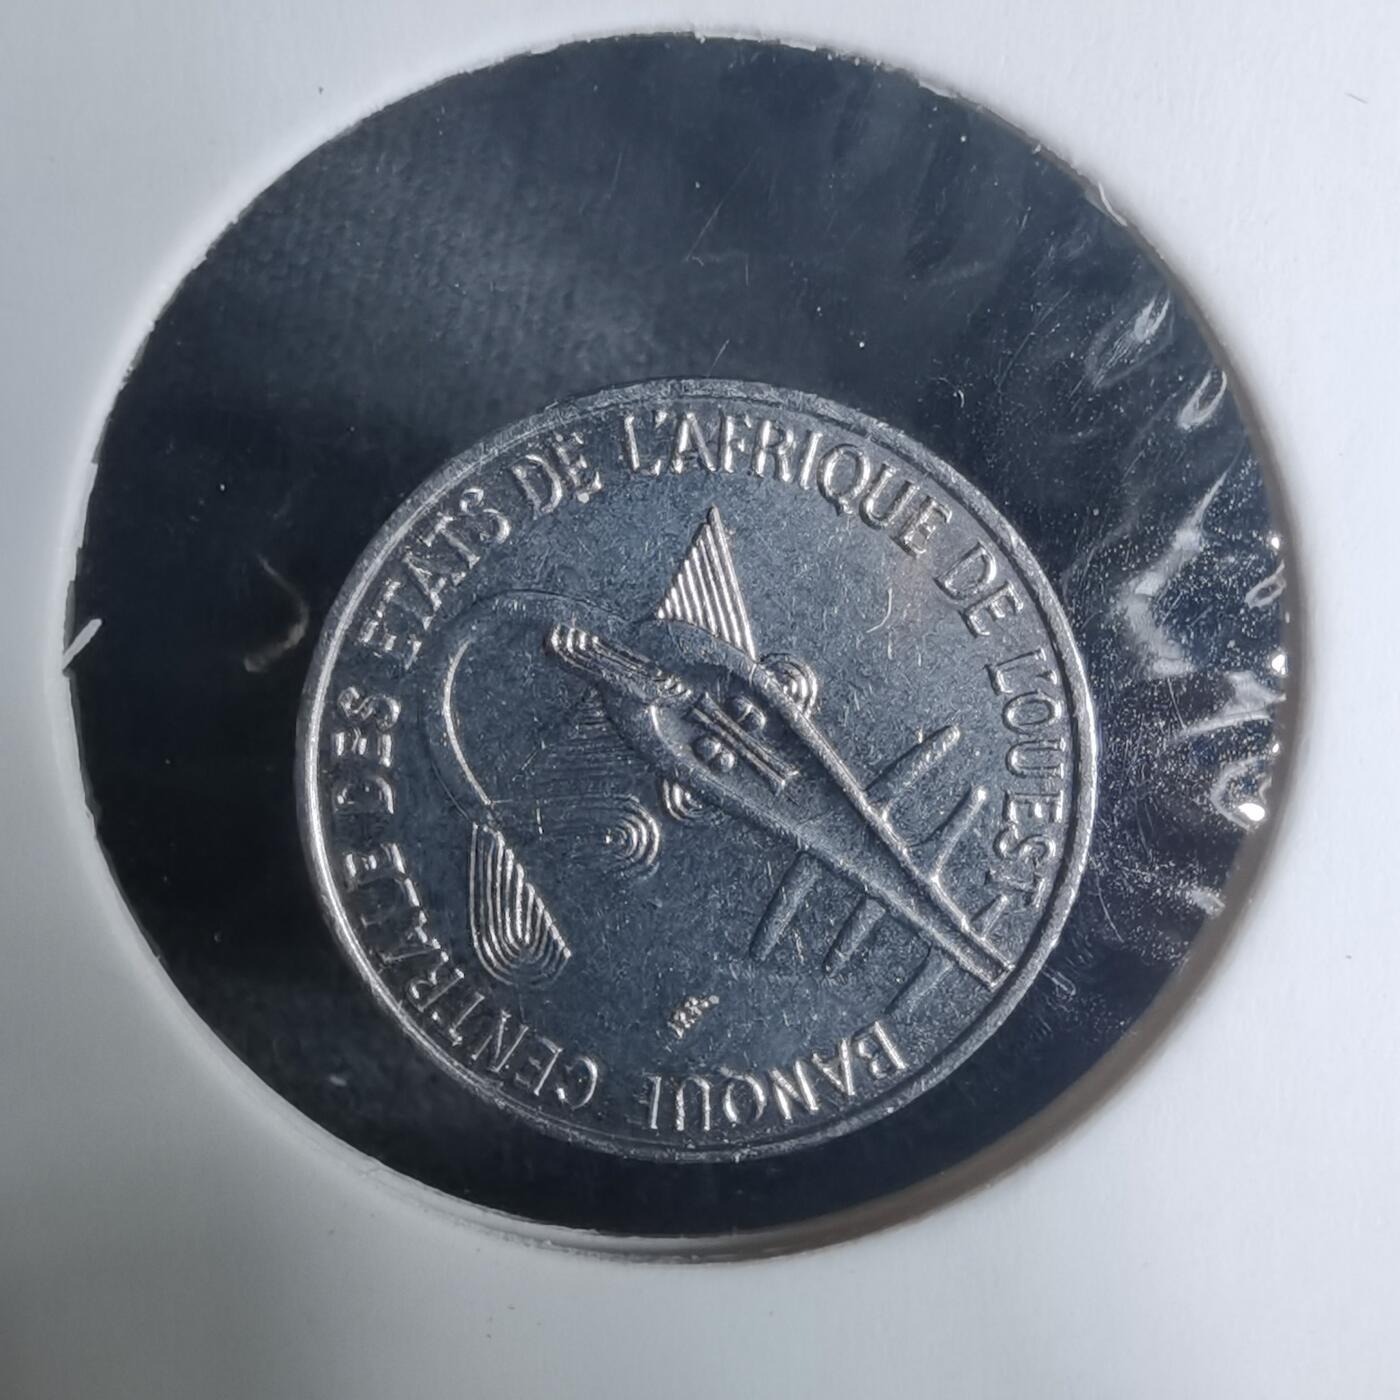 BANQUE CENTRALE DES ETATS DE L'AFRIQUE DE L'OUEST